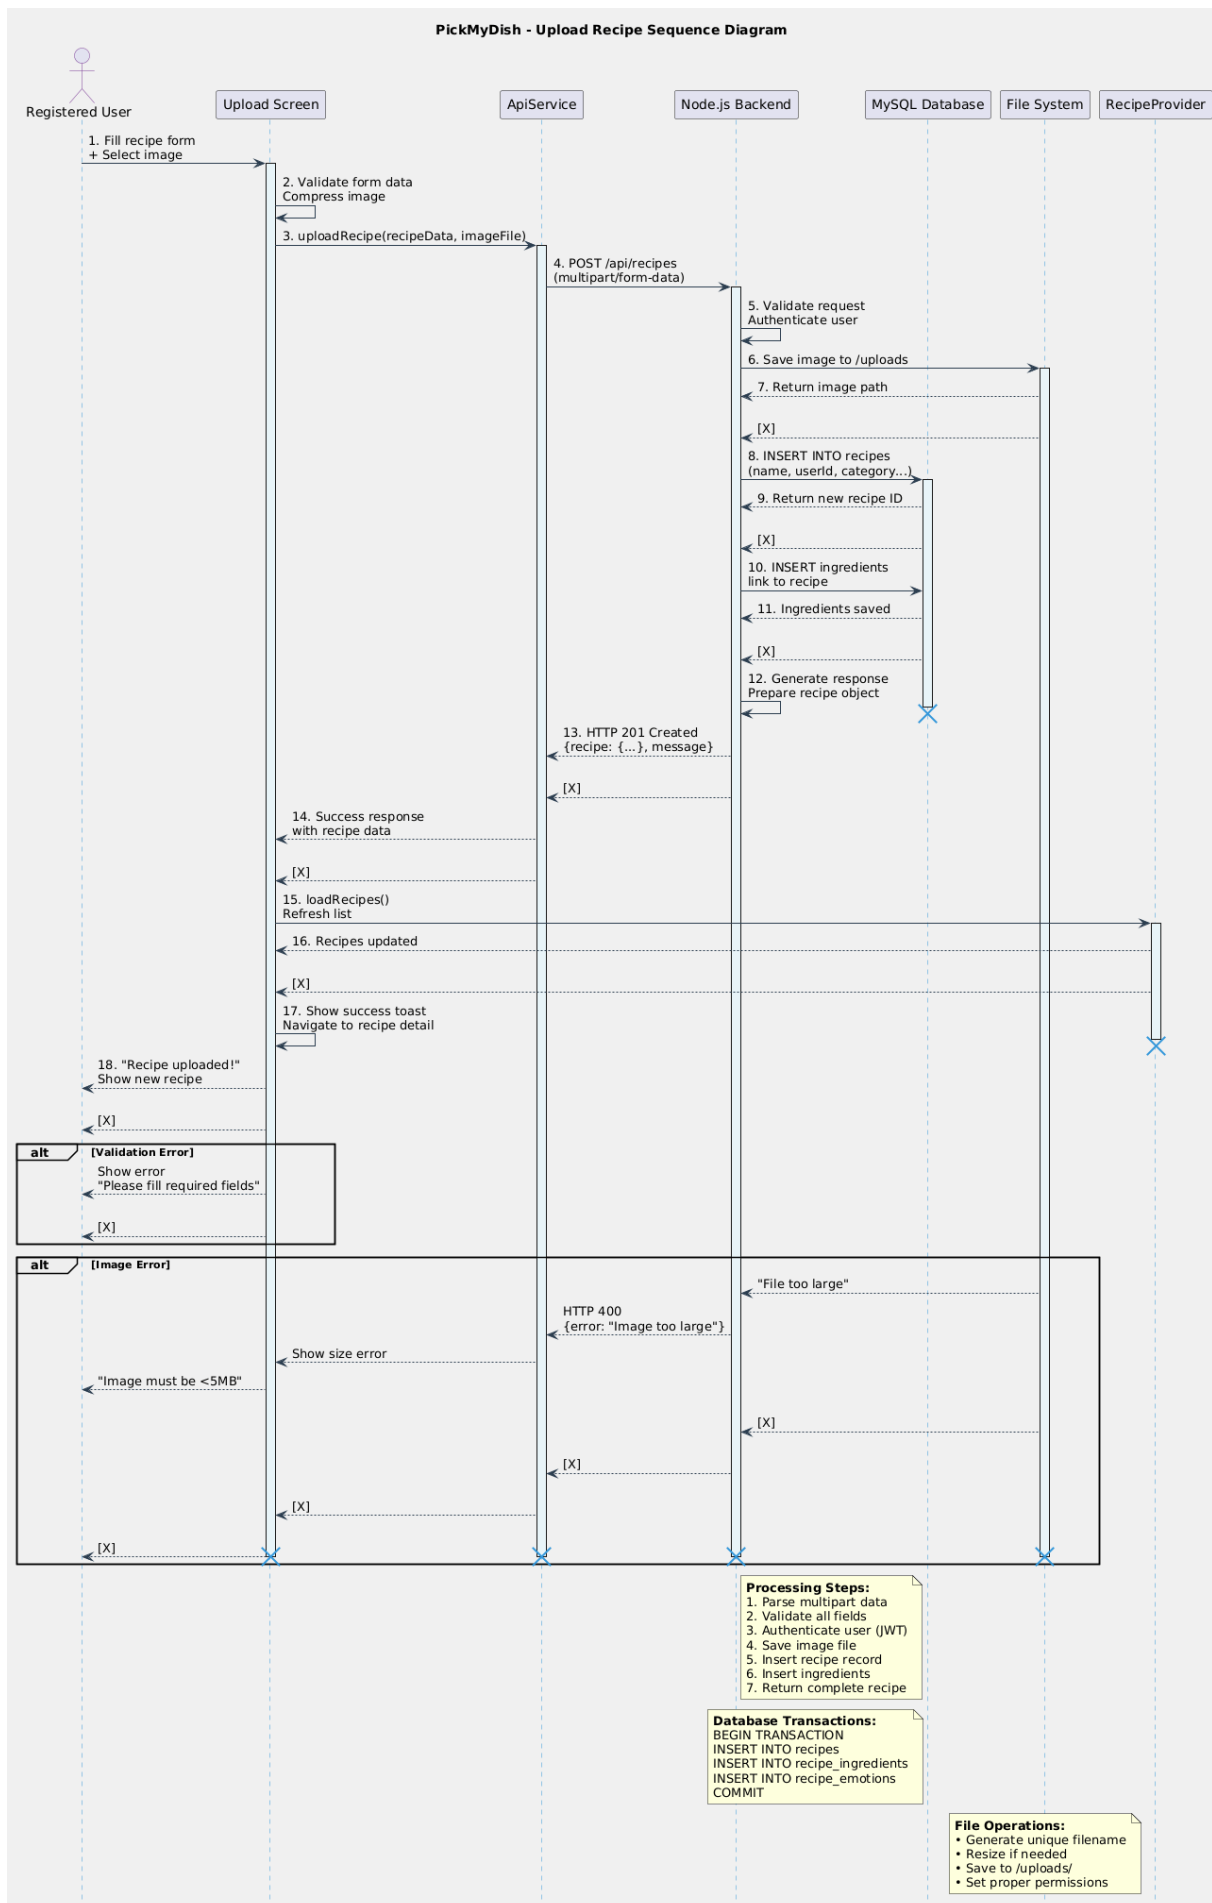 PickMyDish - Upload Recipe Sequence Diagram
Registered User
Upload Screen
ApiService
Node.js Backend
MySQL Database
File System
RecipeProvider
1. Fill recipe form
+ Select image
2. Validate form data
Compress image
3. uploadRecipe(recipeData, imageFile)
4. POST /api/recipes
(multipart/form-data)
5. Validate request
Authenticate user
6. Save image to /uploads
7. Return image path
[X]
8. INSERT INTO recipes
(name, userId, category...)
9. Return new recipe ID
[X]
10. INSERT ingredients
link to recipe
11. Ingredients saved
[X]
12. Generate response
Prepare recipe object
13. HTTP 201 Created
{recipe: {...}, message}
[X]
14. Success response
with recipe data
[X]
15. loadRecipes()
Refresh list
16. Recipes updated
[X]
17. Show success toast
Navigate to recipe detail
18. "Recipe uploaded!"
Show new recipe
[X]
alt [Validation Error]
Show error
"Please fill required fields"
[X]
alt [Image Error]
"File too large"
HTTP 400
{error: "Image too large"}
Show size error
"Image must be <5MB"
[X]
[X]
[X]
[X]
Processing Steps:
1. Parse multipart data
2. Validate all fields
3. Authenticate user (JWT)
4. Save image file
5. Insert recipe record
6. Insert ingredients
7. Return complete recipe
Database Transactions:
BEGIN TRANSACTION
INSERT INTO recipes
INSERT INTO recipe_ingredients
INSERT INTO recipe_emotions
COMMIT
File Operations:
• Generate unique filename
• Resize if needed
• Save to /uploads/
• Set proper permissions